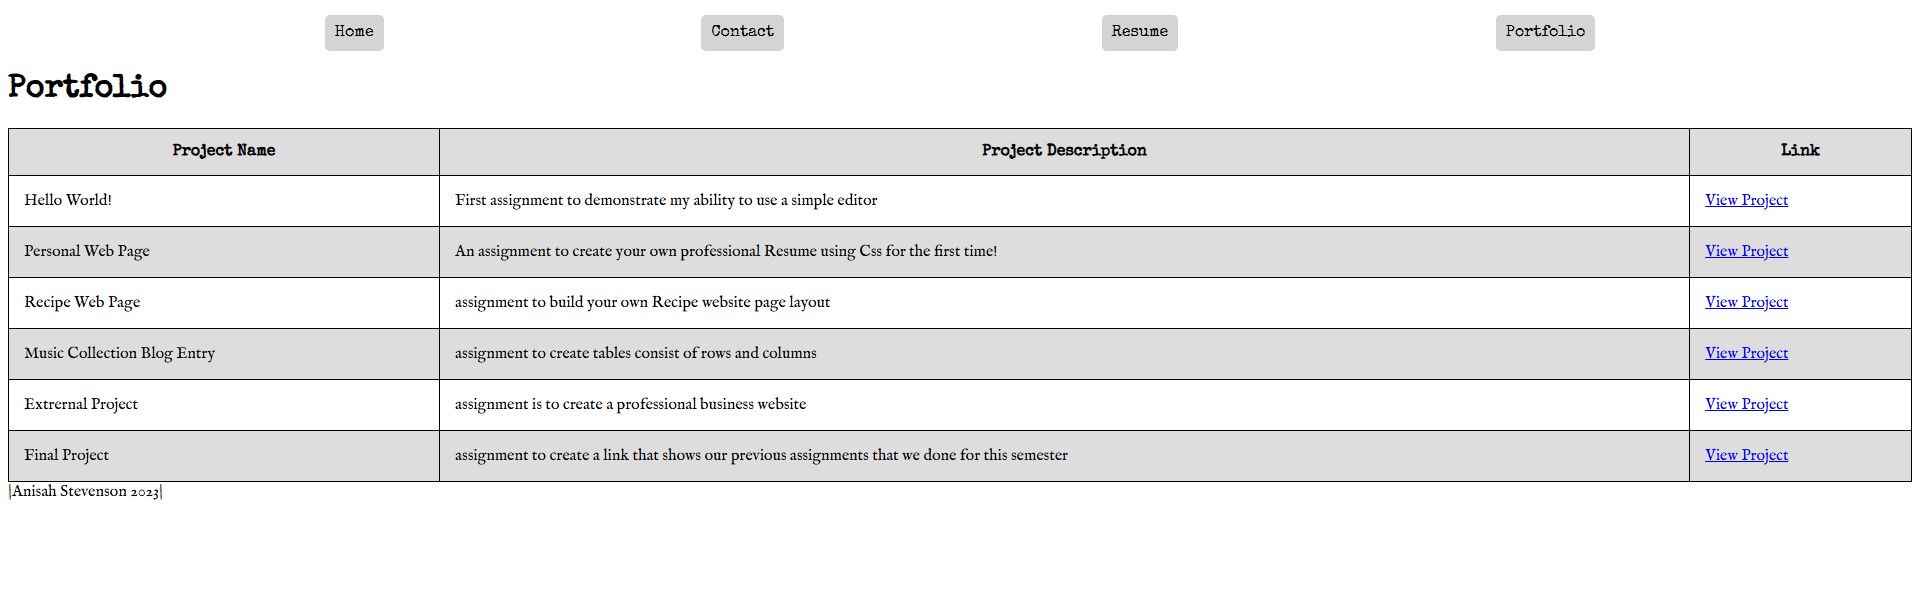 Home Contact Resume Portfolio
Portfolio
Project Name Project Description Link
Hello World! First assignment to demonstrate my ability to use a simple editor View Project
Personal Web Page An assignment to create your own professional Resume using Css for the first time! View Project
Recipe Web Page assignment to build your own Recipe website page layout View Project
Music Collection Blog Entry assignment to create tables consist of rows and columns View Project
Extrernal Project assignment is to create a professional business website View Project
Final Project assignment to create a link that shows our previous assignments that we done for this semester View Project
|Anisah Stevenson 2023|